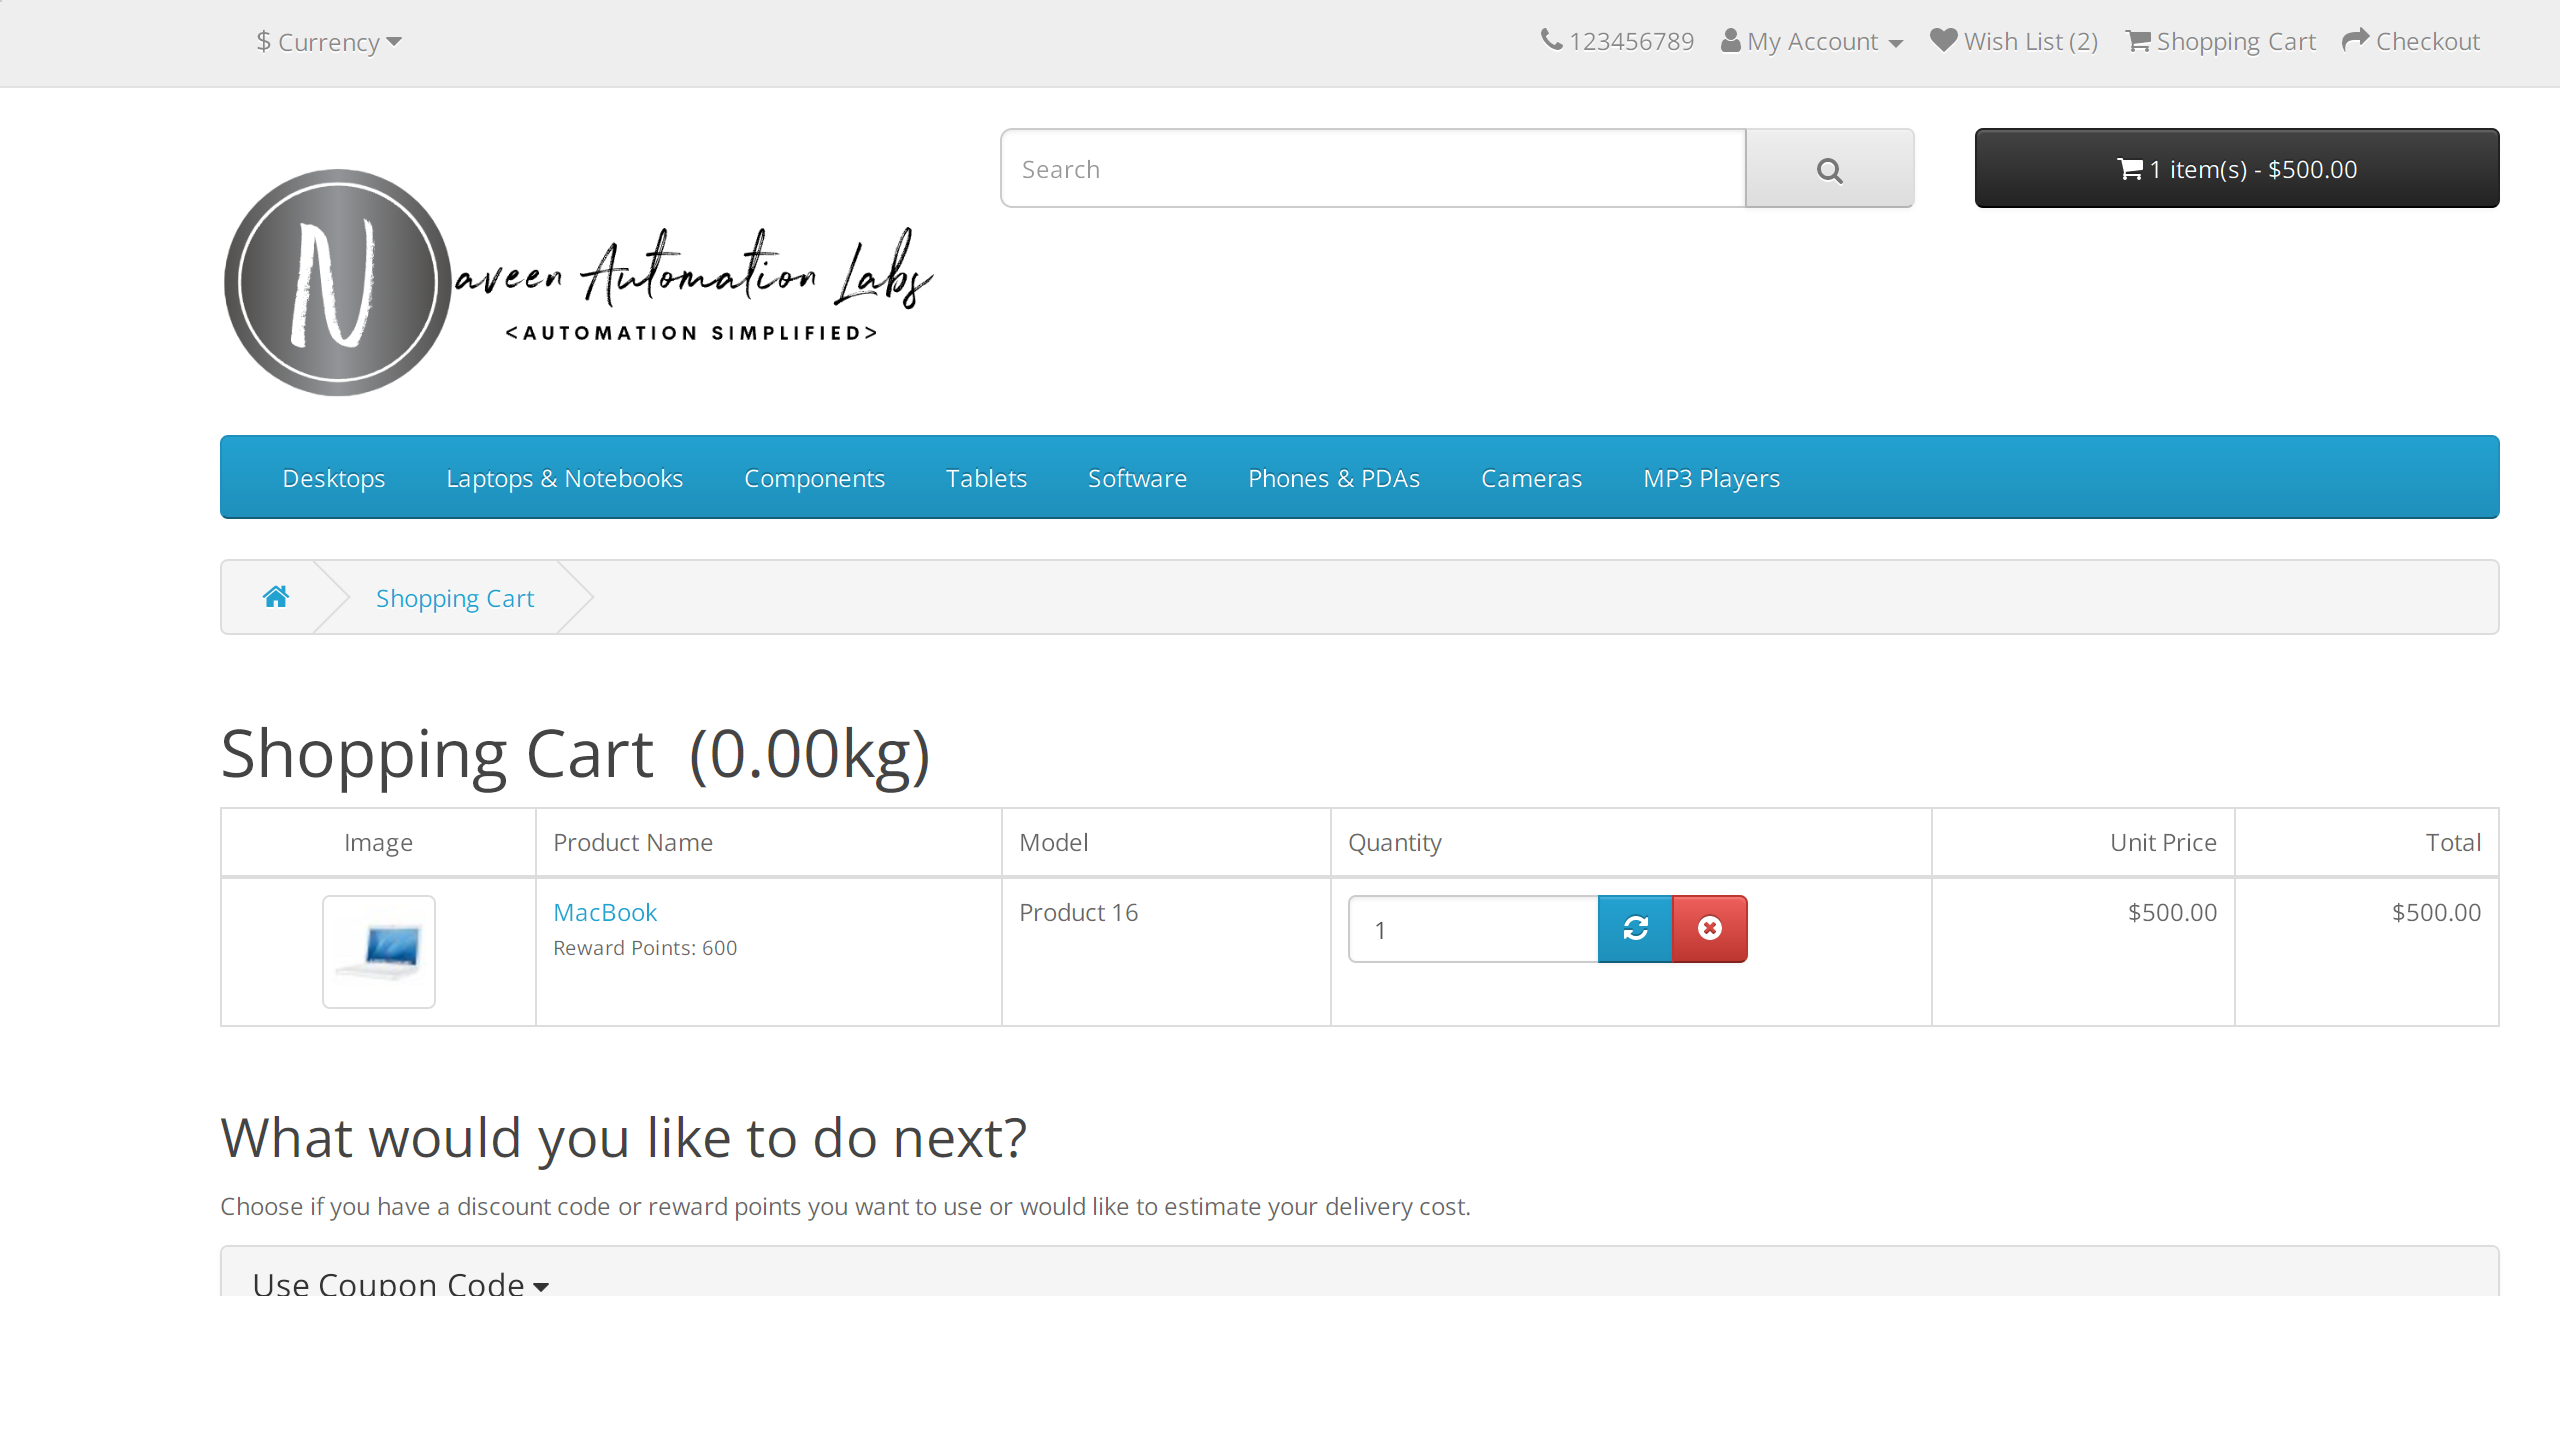 $ Currency
123456789 My Account Wish List (2) Shopping Cart Checkout
Search
1 item(s) - $500.00
N
aveen Automation Labs
<AUTOMATION SIMPLIFIED>
Desktops Laptops & Notebooks Components Tablets Software Phones & PDAs Cameras MP3 Players
Shopping Cart
Shopping Cart (0.00kg)
Image Product Name Model Quantity Unit Price Total
MacBook Product 16 1 $500.00 $500.00
Reward Points: 600
What would you like to do next?
Choose if you have a discount code or reward points you want to use or would like to estimate your delivery cost.
Use Coupon Code